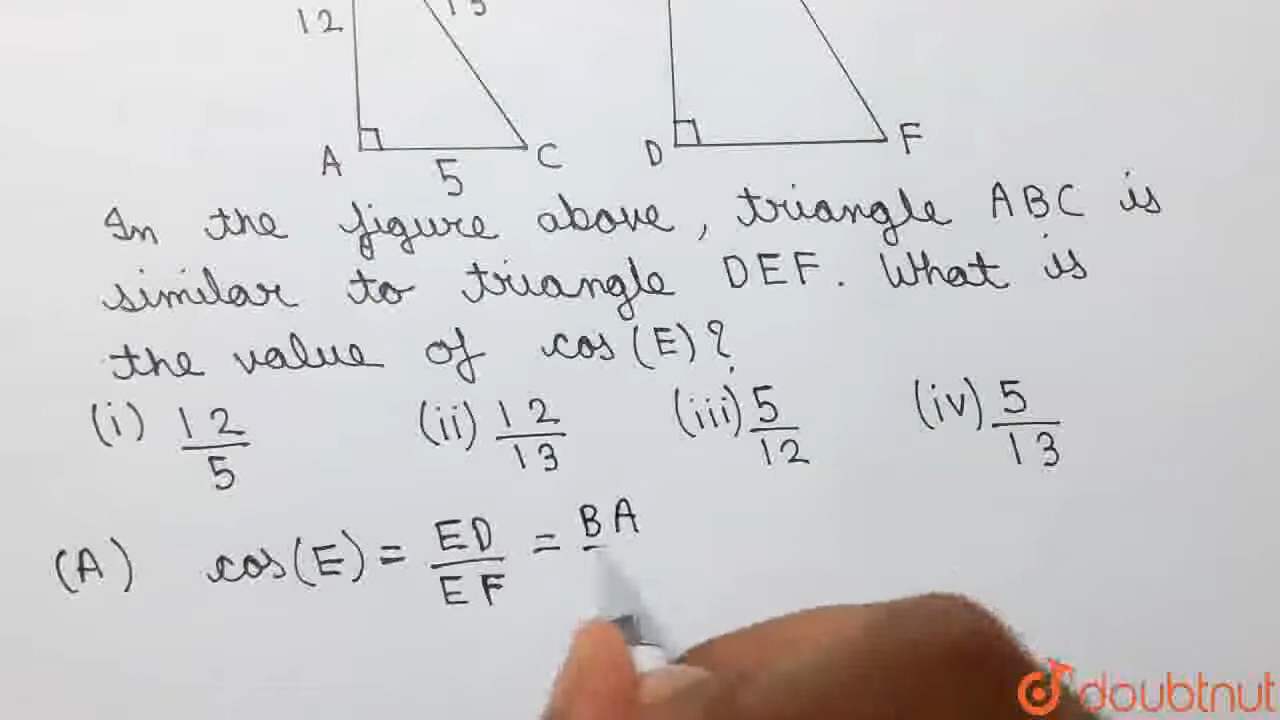 12
13
A
5
C
D
F
In the figure above, triangle ABC is
similar to triangle DEF. What is
the value of cos(E)?
(i) 12/5 (ii) 12/13 (iii) 5/12 (iv) 5/13
(A) cos(E) = ED/EF = BA
doubtnut